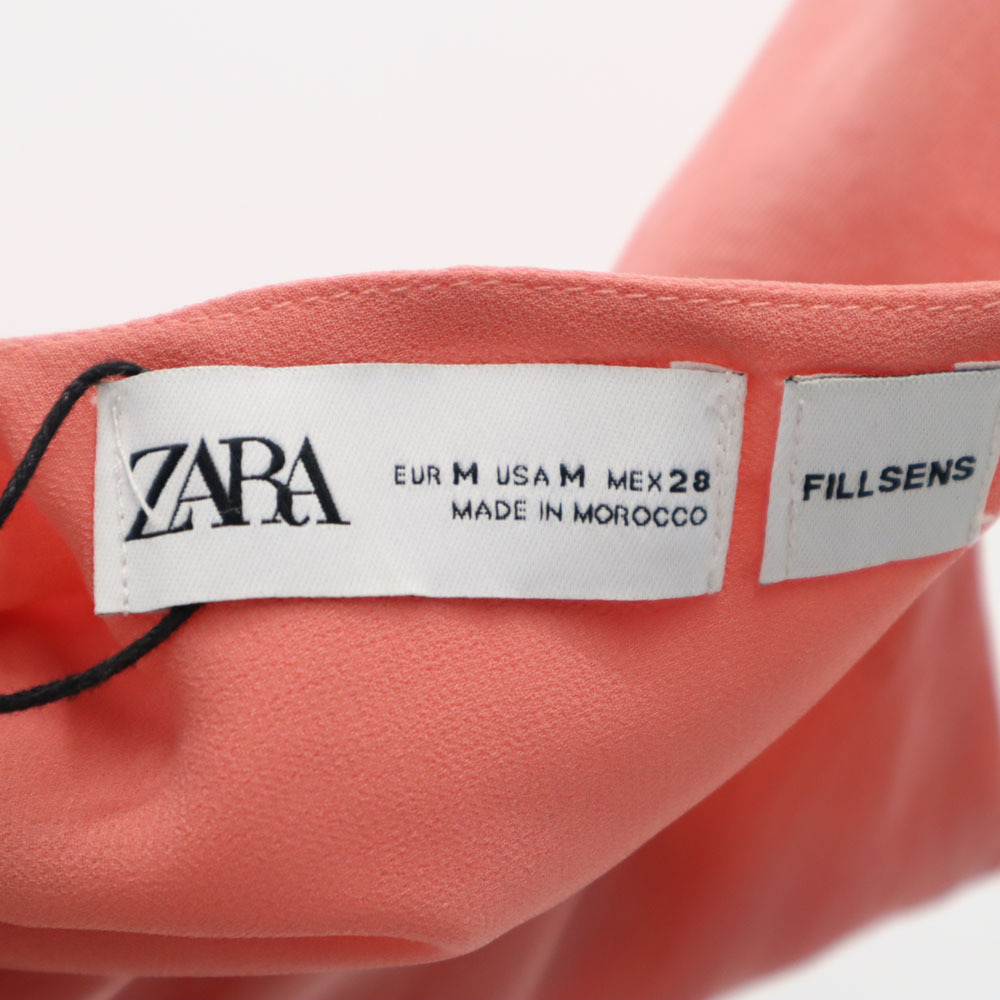 ZARA
EUR M USA M MEX 28
MADE IN MOROCCO
FILLSENS